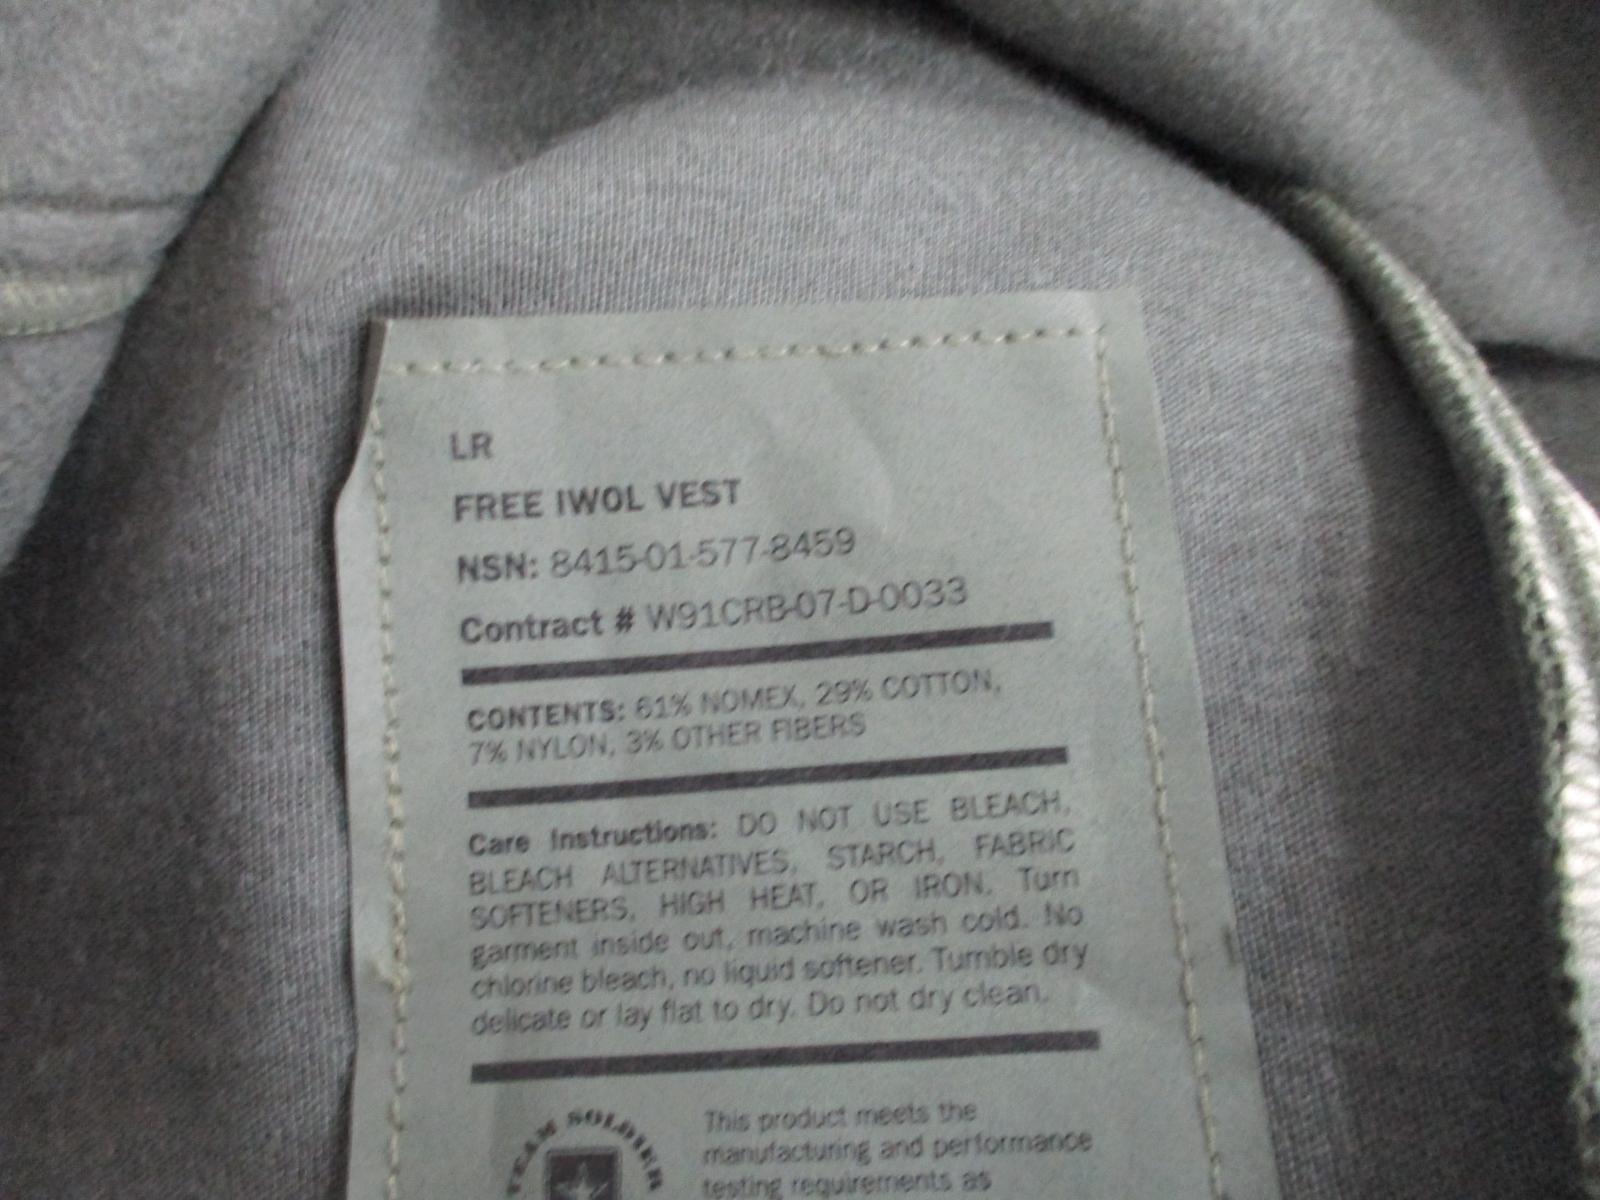 LR
FREE IWOL VEST
NSN: 8415-01-577-8459
Contract # W91CRB-07-D-0033
CONTENTS: 61% NOMEX, 29% COTTON,
7% NYLON, 3% OTHER FIBERS
Care Instructions: DO NOT USE BLEACH,
BLEACH ALTERNATIVES, STARCH, FABRIC
SOFTENERS, HIGH HEAT, OR IRON. Turn
garment inside out, machine wash cold. No
chlorine bleach, no liquid softener. Tumble dry
delicate or lay flat to dry. Do not dry clean.
TEAM SOLDIER
This product meets the
manufacturing and performance
testing requirements as